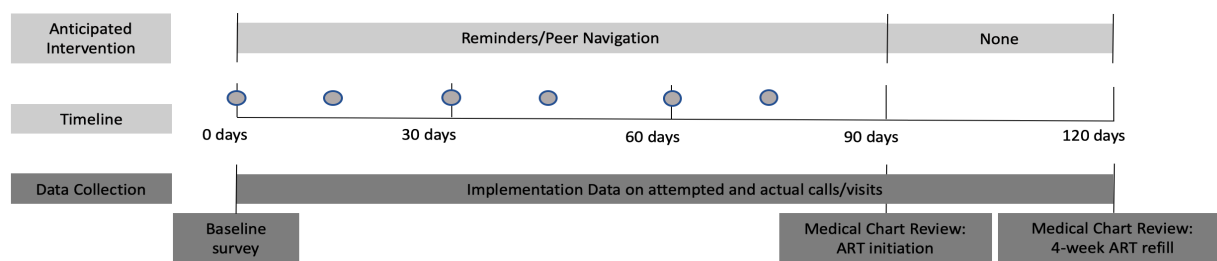 Anticipated
Intervention
Reminders/Peer Navigation
None
Timeline
0 days
30 days
60 days
90 days
120 days
Data Collection
Implementation Data on attempted and actual calls/visits
Baseline
survey
Medical Chart Review:
ART initiation
Medical Chart Review:
4-week ART refill